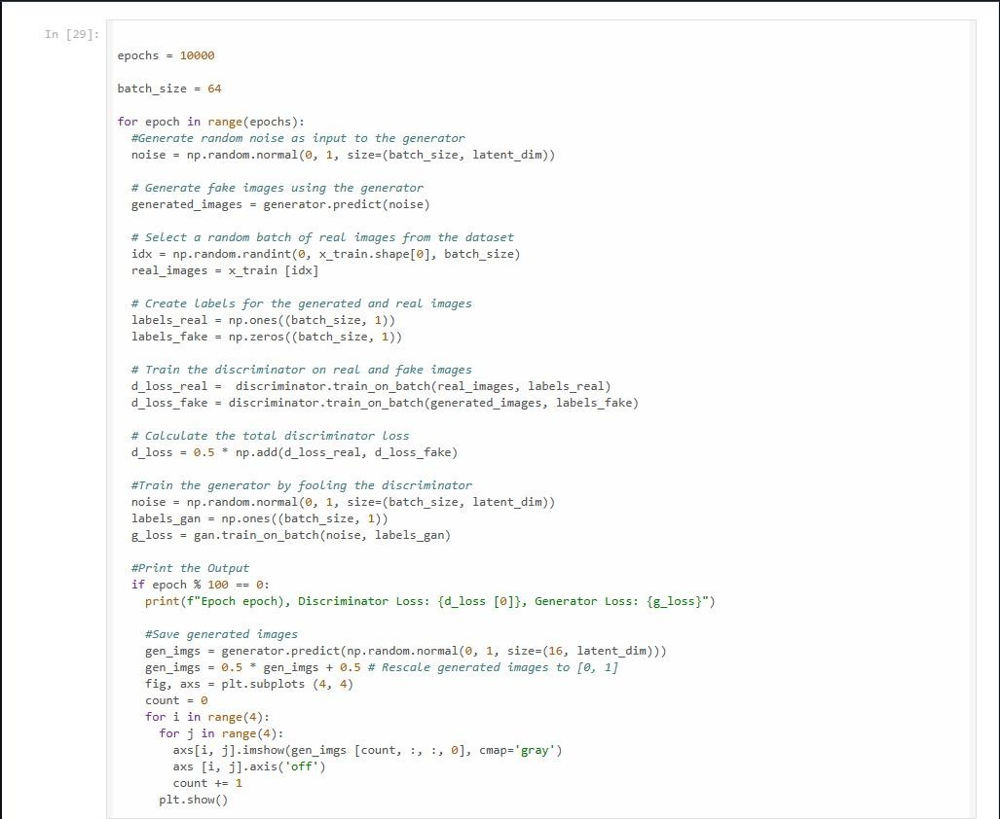 In [29]:
epochs = 10000
batch_size = 64
for epoch in range(epochs):
#Generate random noise as input to the generator
noise = np.random.normal(0, 1, size=(batch_size, latent_dim))
# Generate fake images using the generator
generated_images = generator.predict(noise)
# Select a random batch of real images from the dataset
idx = np.random.randint(0, x_train.shape[0], batch_size)
real_images = x_train [idx]
# Create labels for the generated and real images
labels_real = np.ones((batch_size, 1))
labels_fake = np.zeros((batch_size, 1))
# Train the discriminator on real and fake images
d_loss_real =  discriminator.train_on_batch(real_images, labels_real)
d_loss_fake = discriminator.train_on_batch(generated_images, labels_fake)
# Calculate the total discriminator loss
d_loss = 0.5 * np.add(d_loss_real, d_loss_fake)
#Train the generator by fooling the discriminator
noise = np.random.normal(0, 1, size=(batch_size, latent_dim))
labels_gan = np.ones((batch_size, 1))
g_loss = gan.train_on_batch(noise, labels_gan)
#Print the Output
if epoch % 100 == 0:
print(f"Epoch epoch), Discriminator Loss: {d_loss [0]}, Generator Loss: {g_loss}")
#Save generated images
gen_imgs = generator.predict(np.random.normal(0, 1, size=(16, latent_dim)))
gen_imgs = 0.5 * gen_imgs + 0.5 # Rescale generated images to [0, 1]
fig, axs = plt.subplots (4, 4)
count = 0
for i in range(4):
for j in range(4):
axs[i, j].imshow(gen_imgs [count, :, :, 0], cmap='gray')
axs [i, j].axis('off')
count += 1
plt.show()